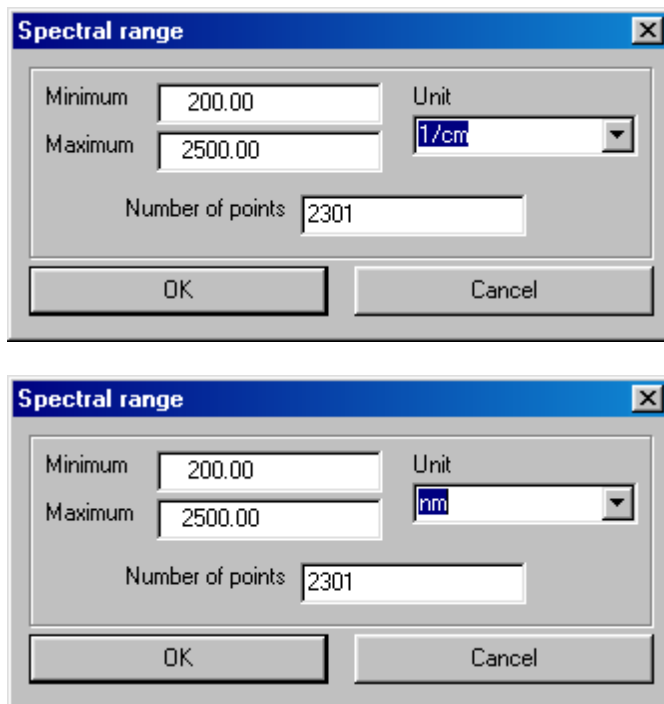 Spectral range
Minimum 200.00 Unit
Maximum 2500.00 1/cm
Number of points 2301
OK Cancel
Spectral range
Minimum 200.00 Unit
Maximum 2500.00 nm
Number of points 2301
OK Cancel